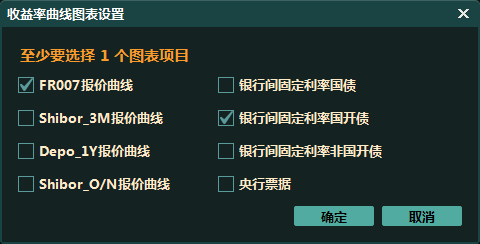 收益率曲线图表设置
至少要选择 1 个图表项目
FR007报价曲线
银行间固定利率国债
Shibor_3M报价曲线
银行间固定利率国开债
Depo_1Y报价曲线
银行间固定利率非国开债
Shibor_O/N报价曲线
央行票据
确定
取消